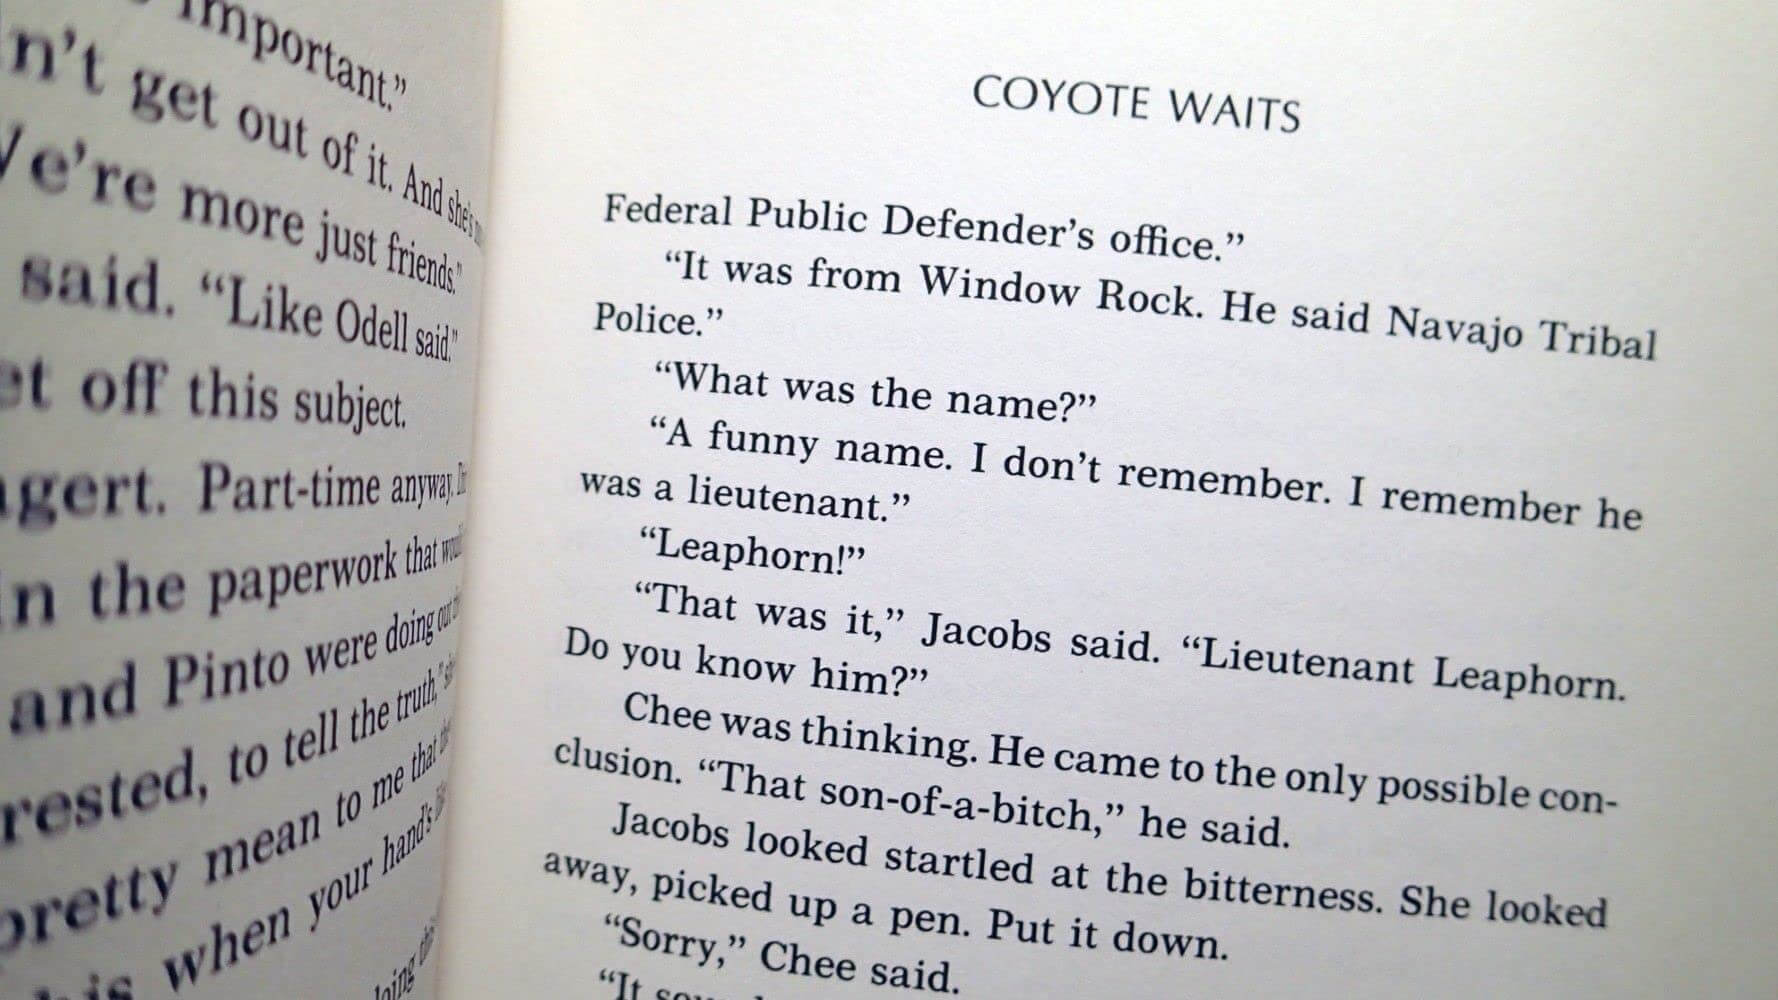 important."
n't get out of it. And she's
We're more just friends."
said. "Like Odell said."
et off this subject.
gert. Part-time anyway.
in the paperwork that
and Pinto were doing out
rested, to tell the truth,"
pretty mean to me that
when your hand's
COYOTE WAITS
Federal Public Defender's office."
"It was from Window Rock. He said Navajo Tribal
Police."
"What was the name?"
"A funny name. I don't remember. I remember he
was a lieutenant."
"Leaphorn!"
"That was it," Jacobs said. "Lieutenant Leaphorn.
Do you know him?"
Chee was thinking. He came to the only possible con-
clusion. "That son-of-a-bitch," he said.
Jacobs looked startled at the bitterness. She looked
away, picked up a pen. Put it down.
"Sorry," Chee said.
"It